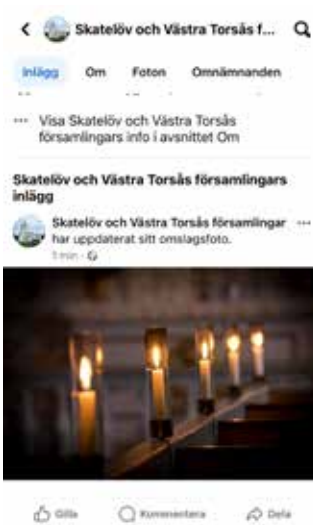 Skatelöv och Västra Torsås f...
Inlägg Om Foton Omnämnanden
... Visa Skatelöv och Västra Torsås
församlingars info i avsnittet Om
Skatelöv och Västra Torsås församlingars
inlägg
Skatelöv och Västra Torsås församlingar ...
har uppdaterat sitt omslagsfoto.
1 min ·
Gilla Kommentera Dela